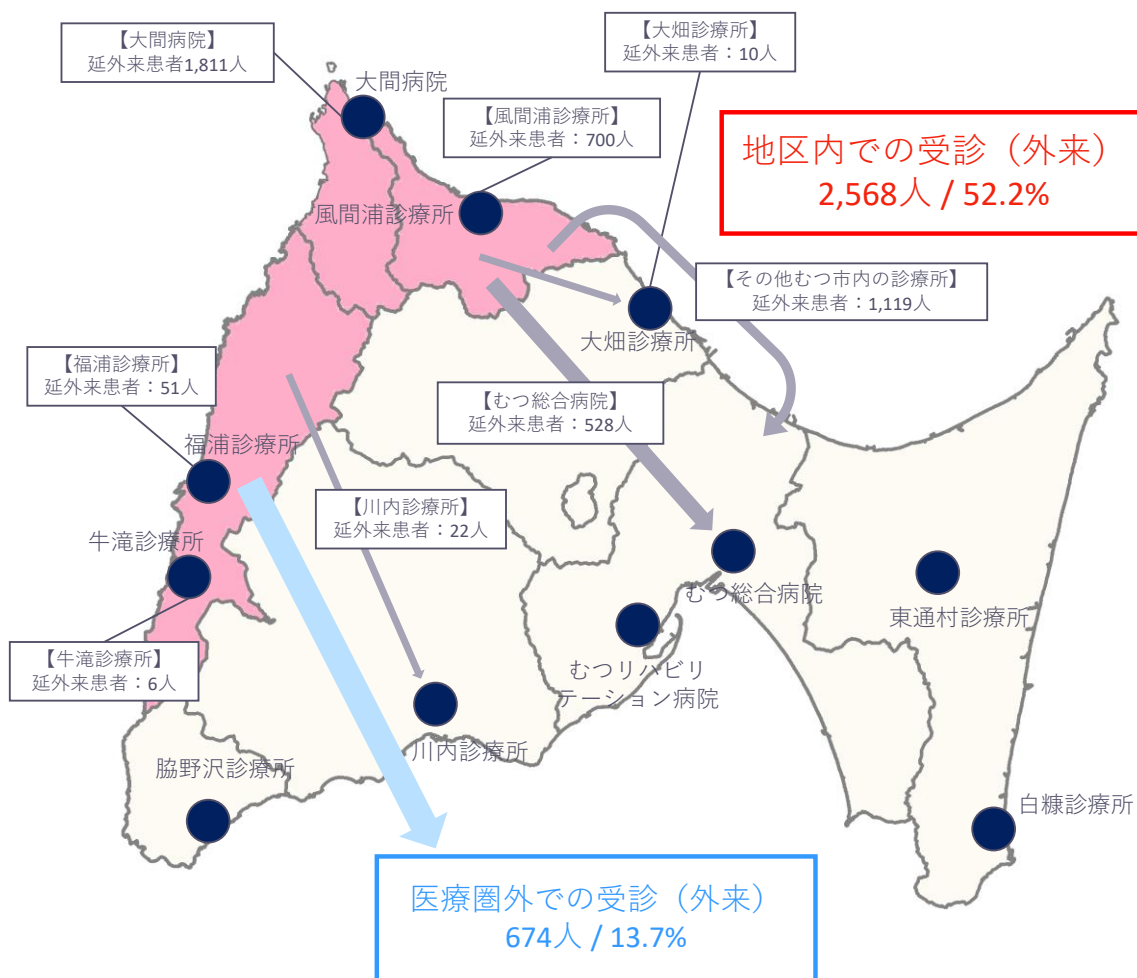 【大間病院】
延外来患者1,811人
大間病院
【大畑診療所】
延外来患者：10人
【風間浦診療所】
延外来患者：700人
風間浦診療所
地区内での受診（外来）
2,568人 / 52.2%
【その他むつ市内の診療所】
延外来患者：1,119人
大畑診療所
【福浦診療所】
延外来患者：51人
福浦診療所
【むつ総合病院】
延外来患者：528人
【川内診療所】
延外来患者：22人
牛滝診療所
むつ総合病院
東通村診療所
【牛滝診療所】
延外来患者：6人
むつリハビリ
テーション病院
川内診療所
脇野沢診療所
白糠診療所
医療圏外での受診（外来）
674人 / 13.7%